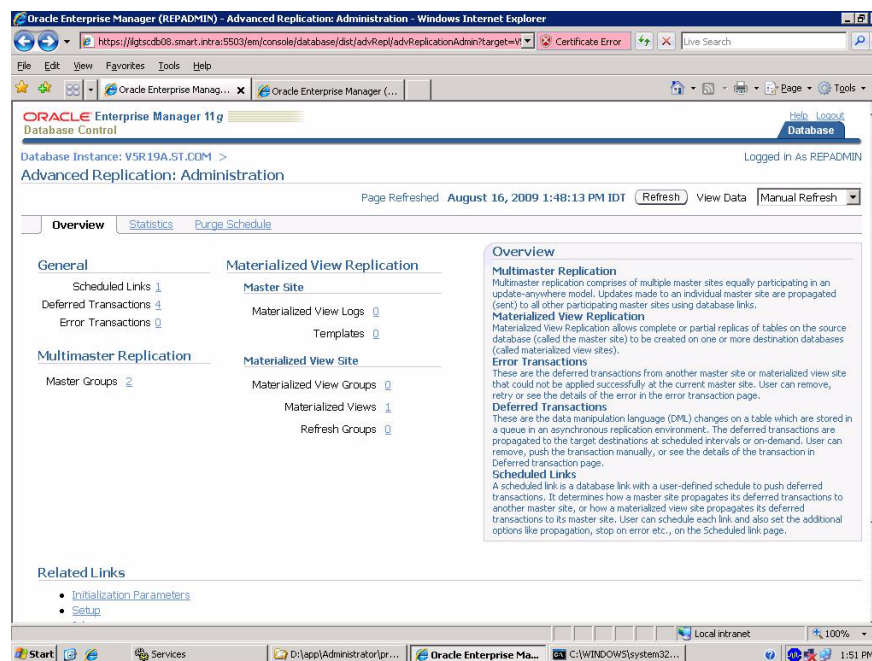 Oracle Enterprise Manager (REPADMIN) - Advanced Replication: Administration - Windows Internet Explorer
https://ilgtscdb08.smart.intra:5503/em/console/database/dist/advRepl/advReplicationAdmin?target=V
Certificate Error
Live Search
File Edit View Favorites Tools Help
Oracle Enterprise Manag...
Oracle Enterprise Manager (...
Page
Tools
ORACLE Enterprise Manager 11g
Database Control
Help Logout
Database
Database Instance: V5R19A.ST.COM >
Logged in As REPADMIN
Advanced Replication: Administration
Page Refreshed August 16, 2009 1:48:13 PM IDT Refresh View Data Manual Refresh
Overview Statistics Purge Schedule
General
Scheduled Links 1
Deferred Transactions 4
Error Transactions 0
Multimaster Replication
Master Groups 2
Materialized View Replication
Master Site
Materialized View Logs 0
Templates 0
Materialized View Site
Materialized View Groups 0
Materialized Views 1
Refresh Groups 0
Overview
Multimaster Replication
Multimaster replication comprises of multiple master sites equally participating in an
update-anywhere model. Updates made to an individual master site are propagated
(sent) to all other participating master sites using database links.
Materialized View Replication
Materialized View Replication allows complete or partial replicas of tables on the source
database (called the master site) to be created on one or more destination databases
(called materialized view sites).
Error Transactions
These are the deferred transactions from another master site or materialized view site
that could not be applied successfully at the current master site. User can remove,
retry or see the details of the error in the error transaction page.
Deferred Transactions
These are the data manipulation language (DML) changes on a table which are stored in
a queue in an asynchronous replication environment. The deferred transactions are
propagated to the target destinations at scheduled intervals or on-demand. User can
remove, push the transaction manually, or see the details of the transaction in
Deferred transaction page.
Scheduled Links
A scheduled link is a database link with a user-defined schedule to push deferred
transactions. It determines how a master site propagates its deferred transactions to
another master site, or how a materialized view site propagates its deferred
transactions to its master site. User can schedule each link and also set the additional
options like propagation, stop on error etc., on the Scheduled link page.
Related Links
Initialization Parameters
Setup
Local intranet
100%
Start
Services
D:\app\Administrator\pr...
Oracle Enterprise Ma...
C:\WINDOWS\system32...
1:51 PM